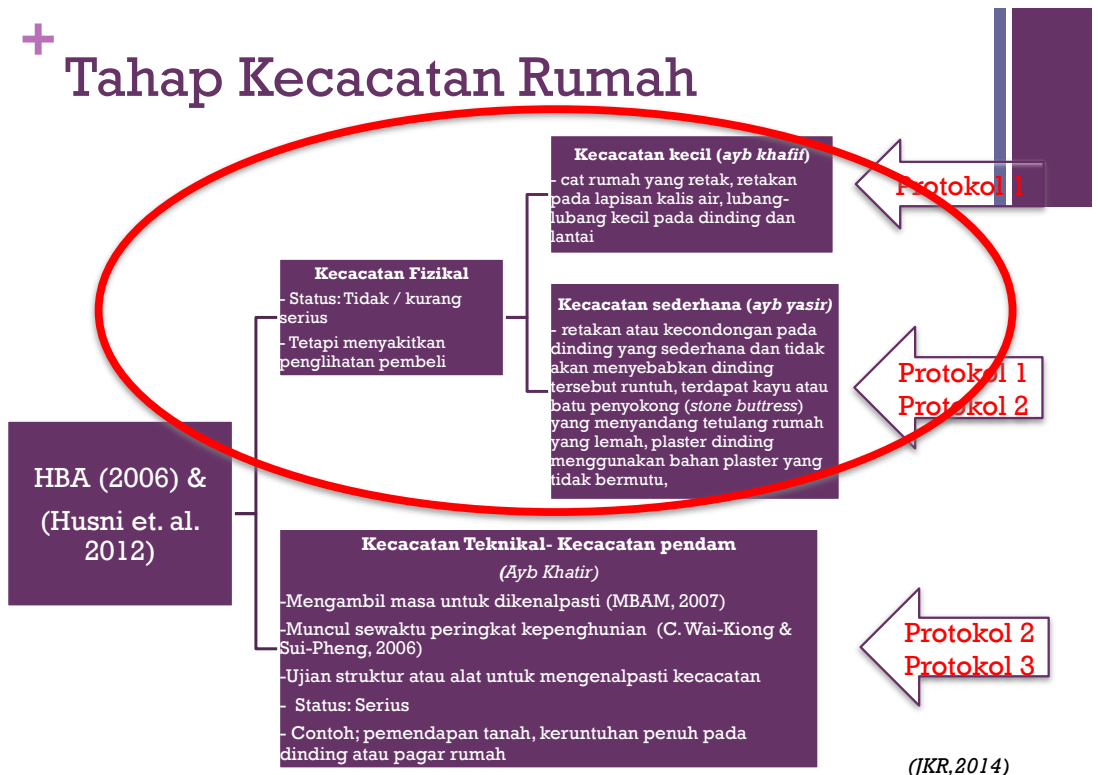 +
Tahap Kecacatan Rumah
Kecacatan kecil (ayb khafif)
- cat rumah yang retak, retakan
pada lapisan kalis air, lubang-
lubang kecil pada dinding dan
lantai
Protokol 1
Kecacatan Fizikal
- Status: Tidak / kurang
serius
- Tetapi menyakitkan
penglihatan pembeli
Kecacatan sederhana (ayb yasir)
- retakan atau kecondongan pada
dinding yang sederhana dan tidak
akan menyebabkan dinding
tersebut runtuh, terdapat kayu atau
batu penyokong (stone buttress)
yang menyandang tetulang rumah
yang lemah, plaster dinding
menggunakan bahan plaster yang
tidak bermutu,
Protokol 1
Protokol 2
HBA (2006) &
(Husni et. al.
2012)
Kecacatan Teknikal- Kecacatan pendam
(Ayb Khatir)
-Mengambil masa untuk dikenalpasti (MBAM, 2007)
-Muncul sewaktu peringkat kepenghunian (C. Wai-Kiong &
Sui-Pheng, 2006)
-Ujian struktur atau alat untuk mengenalpasti kecacatan
- Status: Serius
- Contoh; pemendapan tanah, keruntuhan penuh pada
dinding atau pagar rumah
Protokol 2
Protokol 3
(JKR,2014)